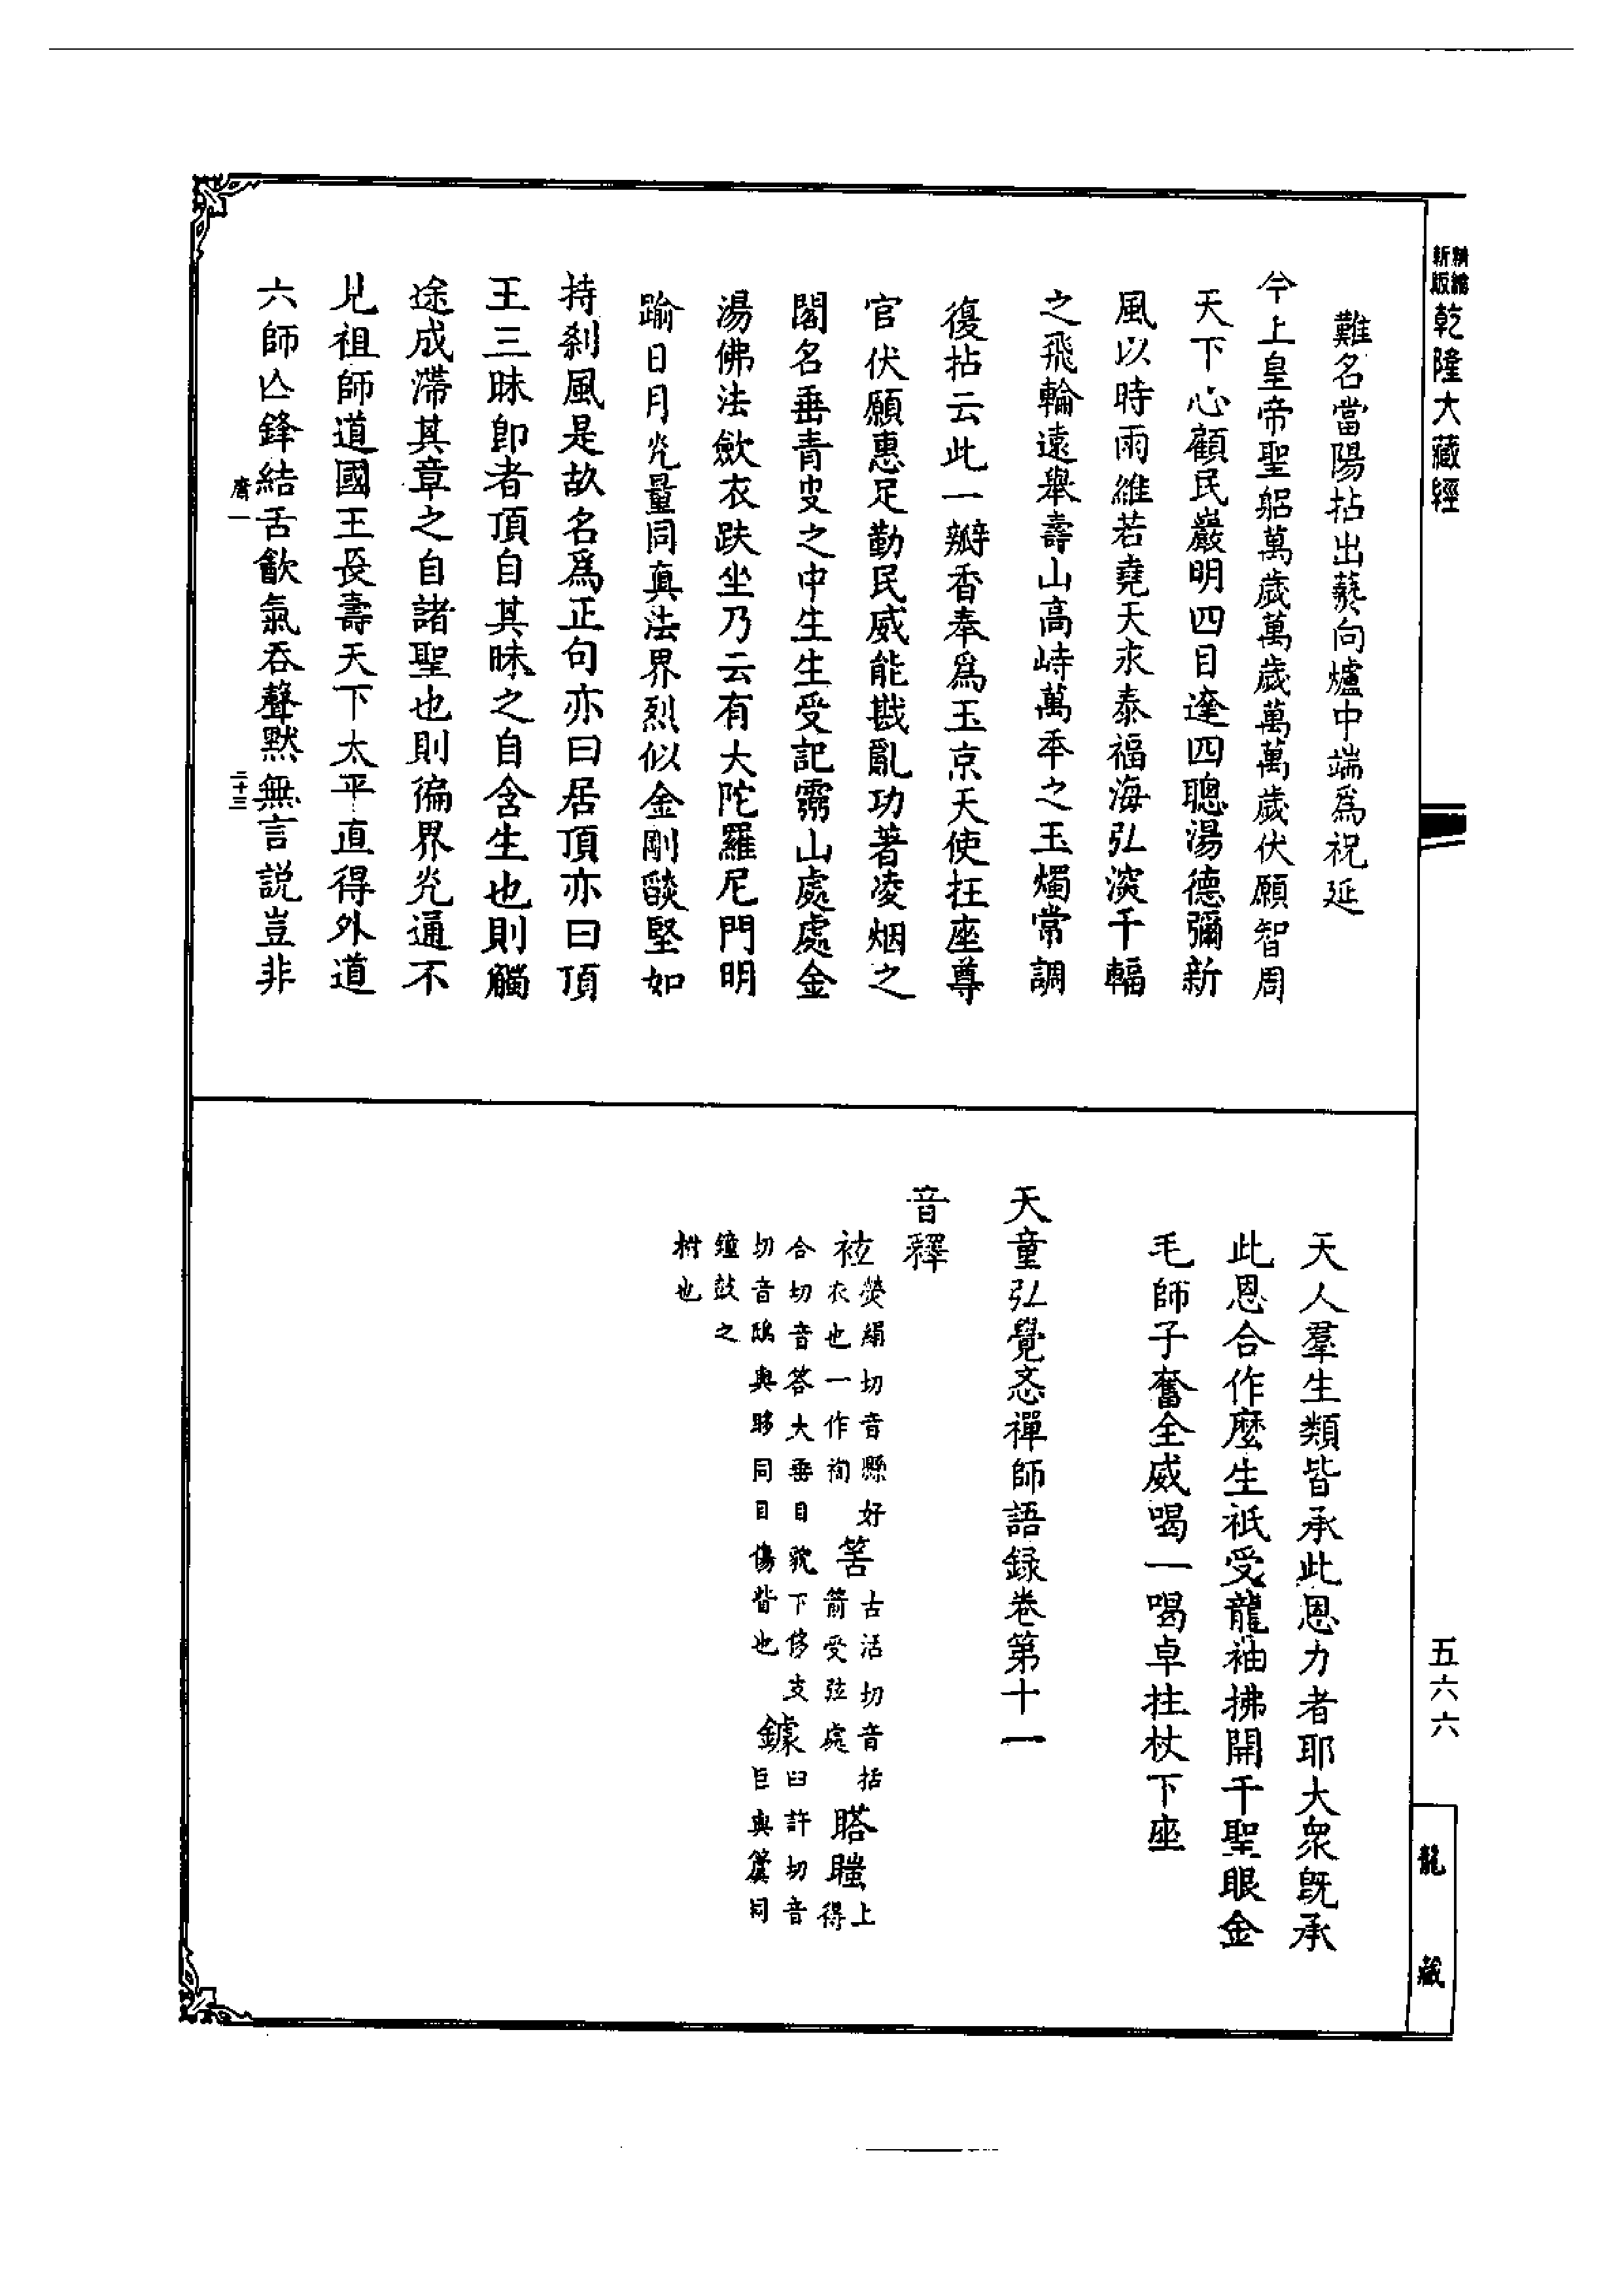 精縮新版乾隆大藏經
難名當陽拈出爇向爐中端爲祝延
今上皇帝聖躬萬歲萬歲萬萬歲伏願智周
天下心顧民巖明四目達四聰湯德彌新
風以時雨維若堯天永泰福海弘深千輻
之飛輪遠舉壽山高峙萬年之玉燭常調
復拈云此一瓣香奉爲玉京天使在座尊
官伏願惠足勤民威能戡亂功著凌烟之
閣名垂青史之中生生受記靈山處處金
湯佛法歛衣趺坐乃云有大陀羅尼門明
踰日月光量同真法界烈似金剛𦦨堅如
持刹風是故名爲正句亦曰居頂亦曰頂
王三昧卽者頂自其昧之自含生也則觸
途成滯其章之自諸聖也則徧界光通不
見祖師道國王長壽天下太平直得外道
六師亾鋒結舌歛氣吞聲默無言説豈非
天人羣生類皆承此恩力者耶大衆旣承
此恩合作麼生祇受龍袖拂開千聖眼金
毛師子奮全威喝一喝卓拄杖下座
天童弘覺忞禪師語録卷第十一
音釋
袨熒絹切音縣好
衣也一作袀 筈古活切音括
箭受弦處 𥈷𥉸上得
合切音答大垂目貌下侈支
切音鴟與眵同目傷眥也 鐻曰許切音
巨與簴同
鐘鼓之
柎也
五六六
龍藏